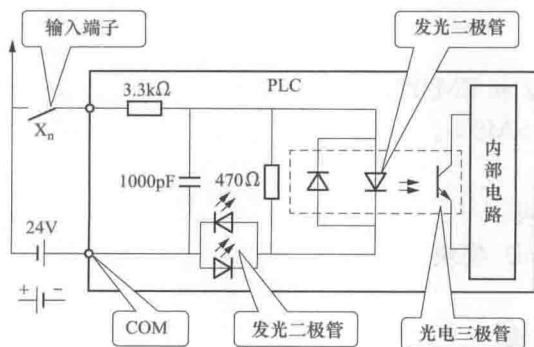 输入端子
发光二极管
PLC
3.3kΩ
Xn
1000pF
470Ω
内部电路
24V
+ −
COM
发光二极管
光电三极管